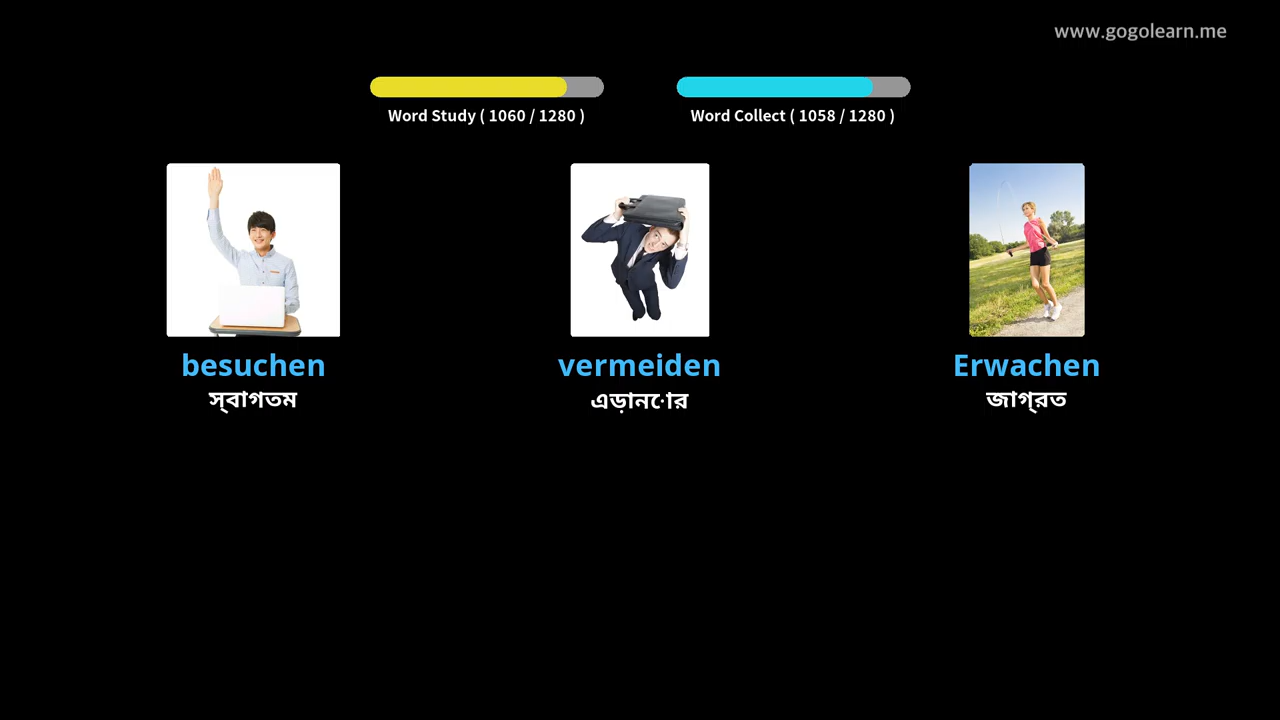 www.gogolearn.me
Word Study ( 1060 / 1280 )
Word Collect ( 1058 / 1280 )
besuchen
স্বাগতম
vermeiden
এড়ানোর
Erwachen
জাগ্রত